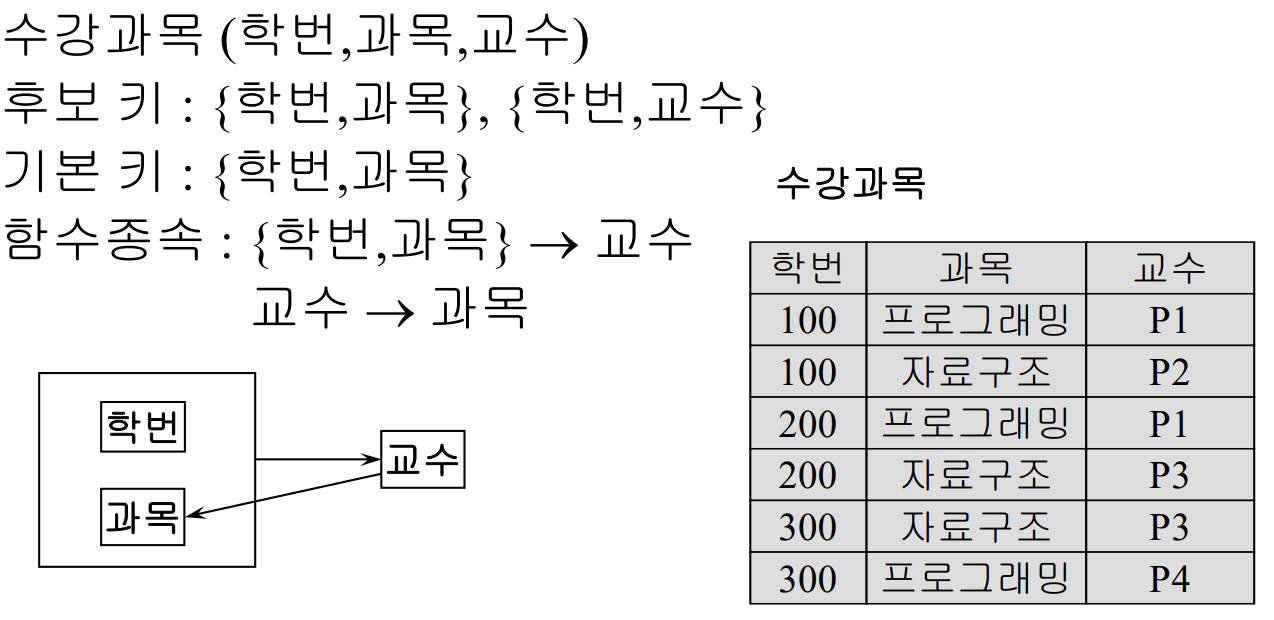 수강과목 (학번,과목,교수)
후보 키 : {학번,과목}, {학번,교수}
기본 키 : {학번,과목}
함수종속 : {학번,과목} → 교수
교수 → 과목
학번
과목
교수
수강과목
학번 과목 교수
100 프로그래밍 P1
100 자료구조 P2
200 프로그래밍 P1
200 자료구조 P3
300 자료구조 P3
300 프로그래밍 P4